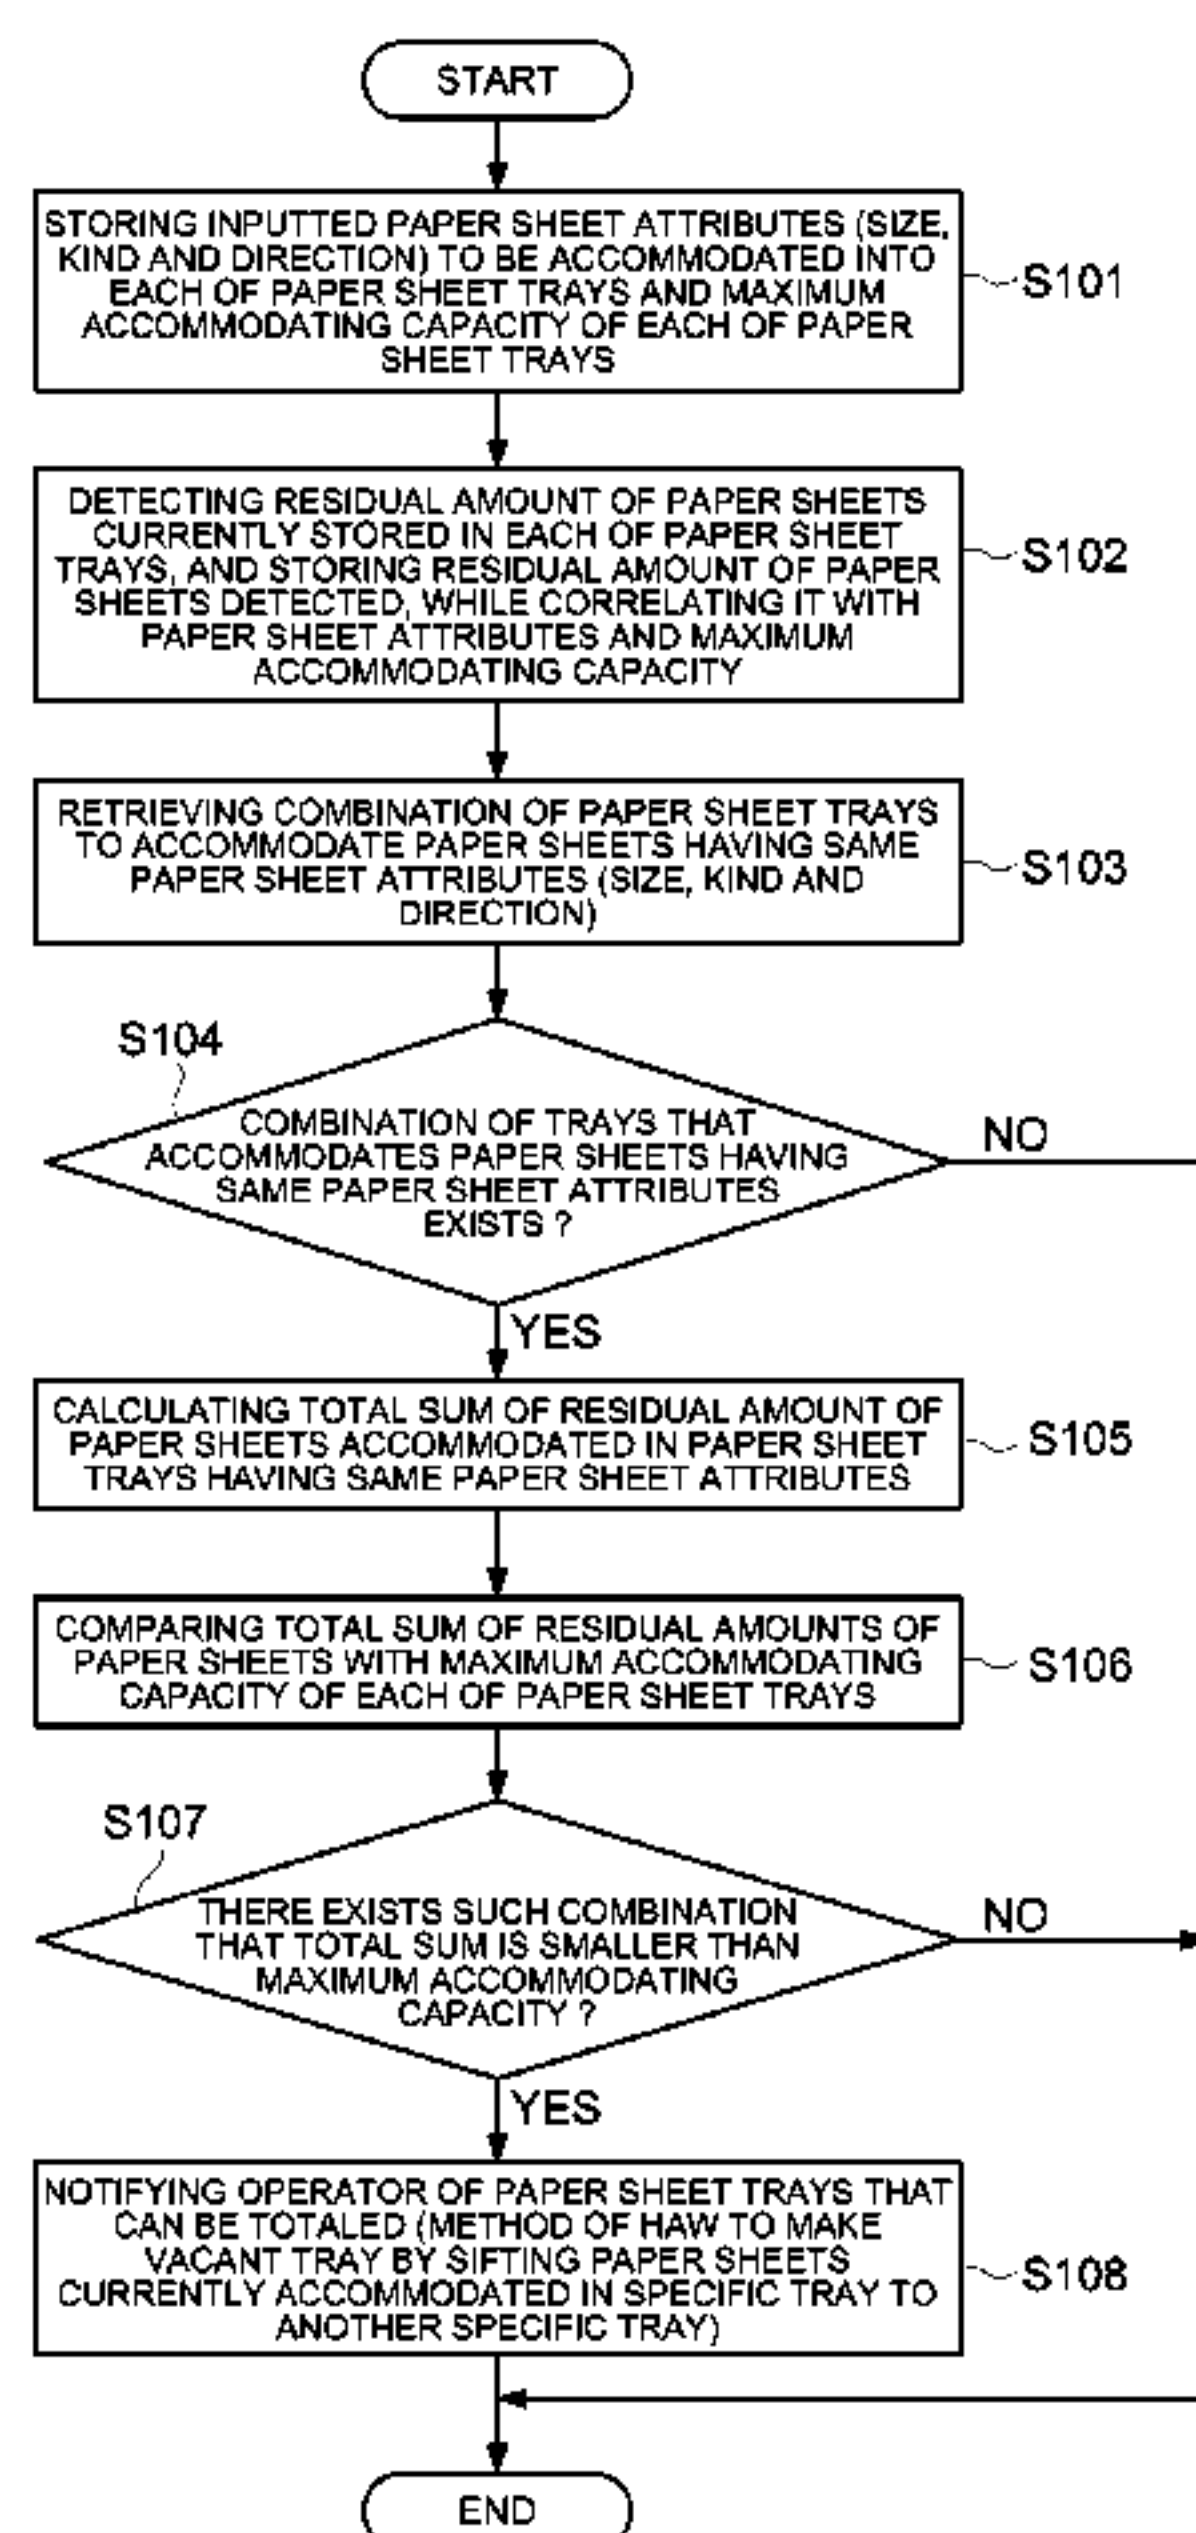 START
STORING INPUTTED PAPER SHEET ATTRIBUTES (SIZE,
KIND AND DIRECTION) TO BE ACCOMMODATED INTO
EACH OF PAPER SHEET TRAYS AND MAXIMUM
ACCOMMODATING CAPACITY OF EACH OF PAPER
SHEET TRAYS
S101
DETECTING RESIDUAL AMOUNT OF PAPER SHEETS
CURRENTLY STORED IN EACH OF PAPER SHEET
TRAYS, AND STORING RESIDUAL AMOUNT OF PAPER
SHEETS DETECTED, WHILE CORRELATING IT WITH
PAPER SHEET ATTRIBUTES AND MAXIMUM
ACCOMMODATING CAPACITY
S102
RETRIEVING COMBINATION OF PAPER SHEET TRAYS
TO ACCOMMODATE PAPER SHEETS HAVING SAME
PAPER SHEET ATTRIBUTES (SIZE, KIND AND
DIRECTION)
S103
S104
COMBINATION OF TRAYS THAT
ACCOMMODATES PAPER SHEETS HAVING
SAME PAPER SHEET ATTRIBUTES
EXISTS ?
NO
YES
CALCULATING TOTAL SUM OF RESIDUAL AMOUNT OF
PAPER SHEETS ACCOMMODATED IN PAPER SHEET
TRAYS HAVING SAME PAPER SHEET ATTRIBUTES
S105
COMPARING TOTAL SUM OF RESIDUAL AMOUNTS OF
PAPER SHEETS WITH MAXIMUM ACCOMMODATING
CAPACITY OF EACH OF PAPER SHEET TRAYS
S106
S107
THERE EXISTS SUCH COMBINATION
THAT TOTAL SUM IS SMALLER THAN
MAXIMUM ACCOMMODATING
CAPACITY ?
NO
YES
NOTIFYING OPERATOR OF PAPER SHEET TRAYS THAT
CAN BE TOTALED (METHOD OF HAW TO MAKE
VACANT TRAY BY SIFTING PAPER SHEETS
CURRENTLY ACCOMMODATED IN SPECIFIC TRAY TO
ANOTHER SPECIFIC TRAY)
S108
END